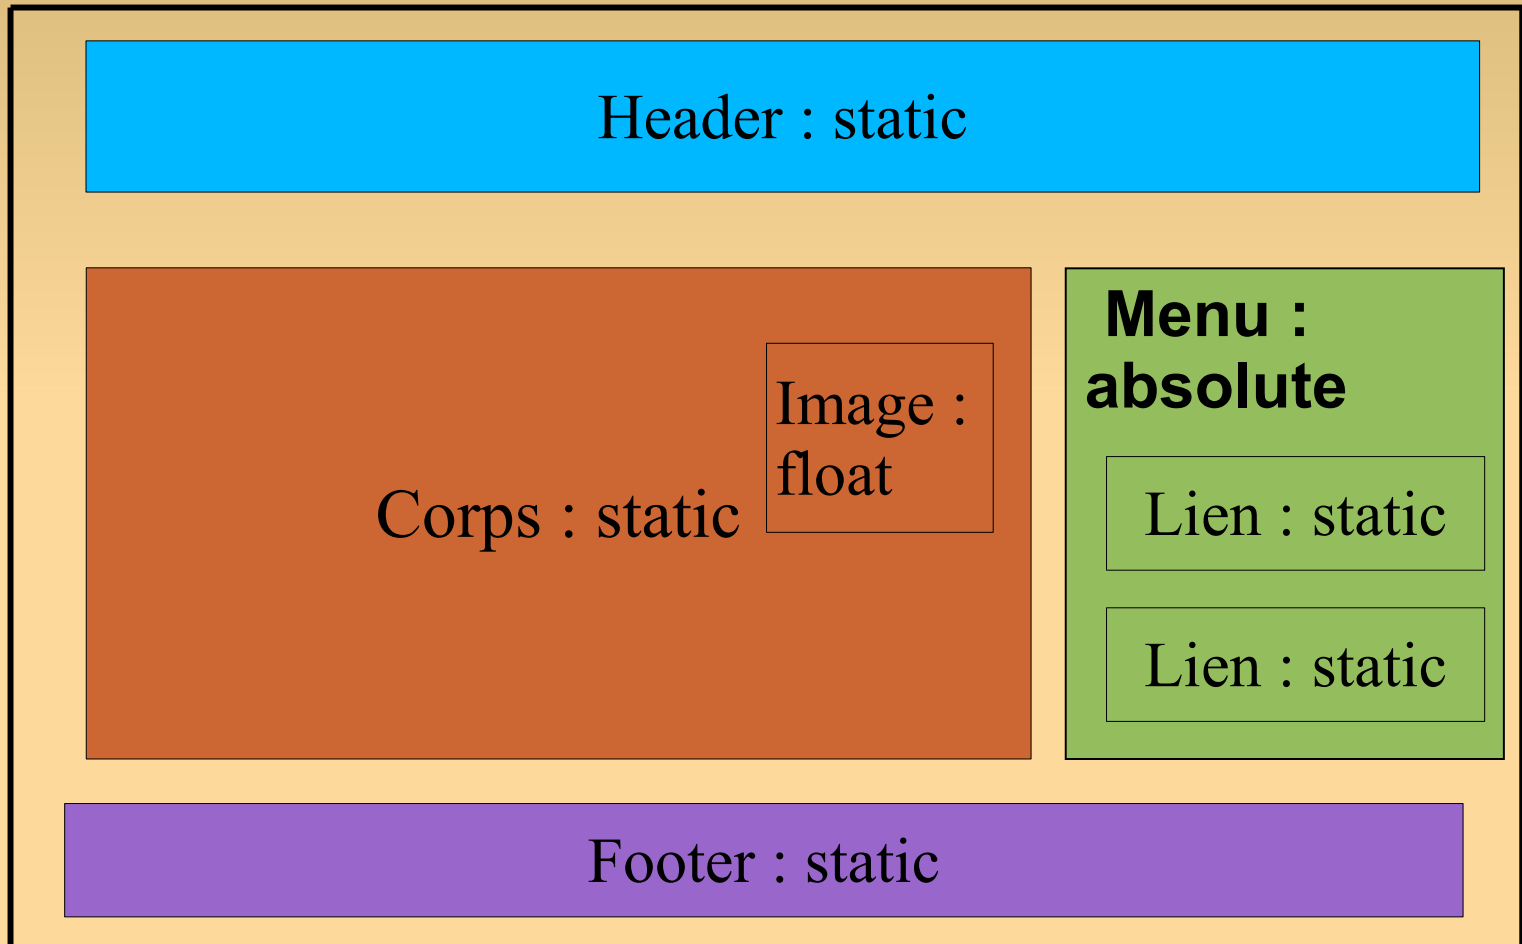 Header : static
Corps : static
Image :
float
Menu :
absolute
Lien : static
Lien : static
Footer : static